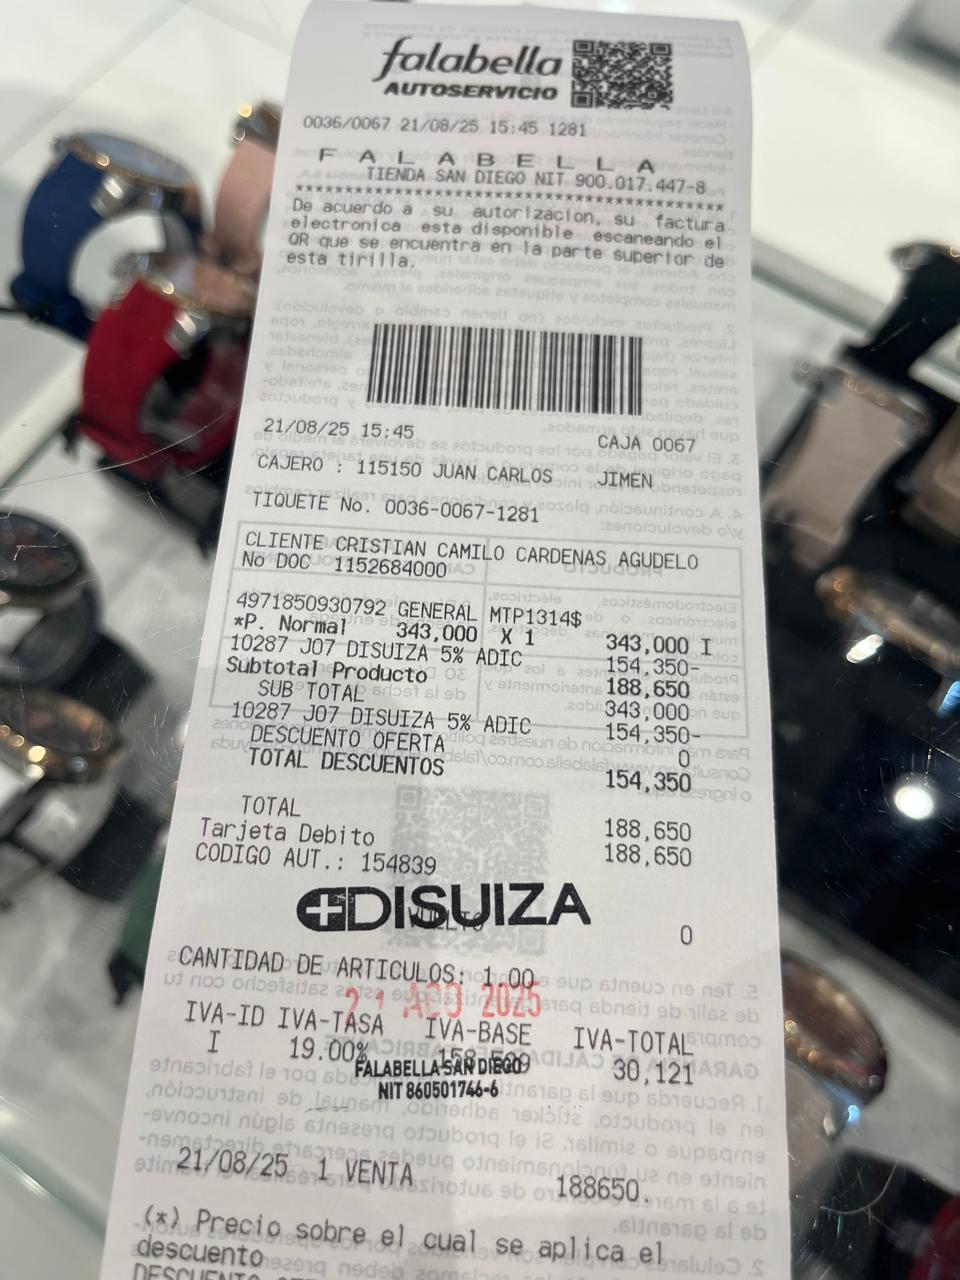 falabella
AUTOSERVICIO
0036/0067 21/08/25 15:45 1281
F A L A B E L L A
TIENDA SAN DIEGO NIT 900.017.447-8
****************************************
De acuerdo a su autorizacion, su factura
electronica esta disponible escaneando el
QR que se encuentra en la parte superior de
esta tirilla.
21/08/25 15:45 CAJA 0067
CAJERO : 115150 JUAN CARLOS JIMEN
TIQUETE No. 0036-0067-1281
CLIENTE CRISTIAN CAMILO CARDENAS AGUDELO
No DOC 1152684000
4971850930792 GENERAL MTP1314$
*P. Normal 343,000 X 1 343,000 I
10287 J07 DISUIZA 5% ADIC 154,350-
Subtotal Producto 188,650
SUB TOTAL 343,000
10287 J07 DISUIZA 5% ADIC 154,350-
DESCUENTO OFERTA 0
TOTAL DESCUENTOS 154,350
TOTAL 188,650
Tarjeta Debito 188,650
CODIGO AUT.: 154839
DISUIZA
VUELTO 0
CANTIDAD DE ARTICULOS: 1.00
21 AGO 2025
IVA-ID IVA-TASA IVA-BASE IVA-TOTAL
I 19.00% 158,529 30,121
FALABELLA SAN DIEGO
NIT 860501746-6
21/08/25 1 VENTA 188650.
(*) Precio sobre el cual se aplica el
descuento